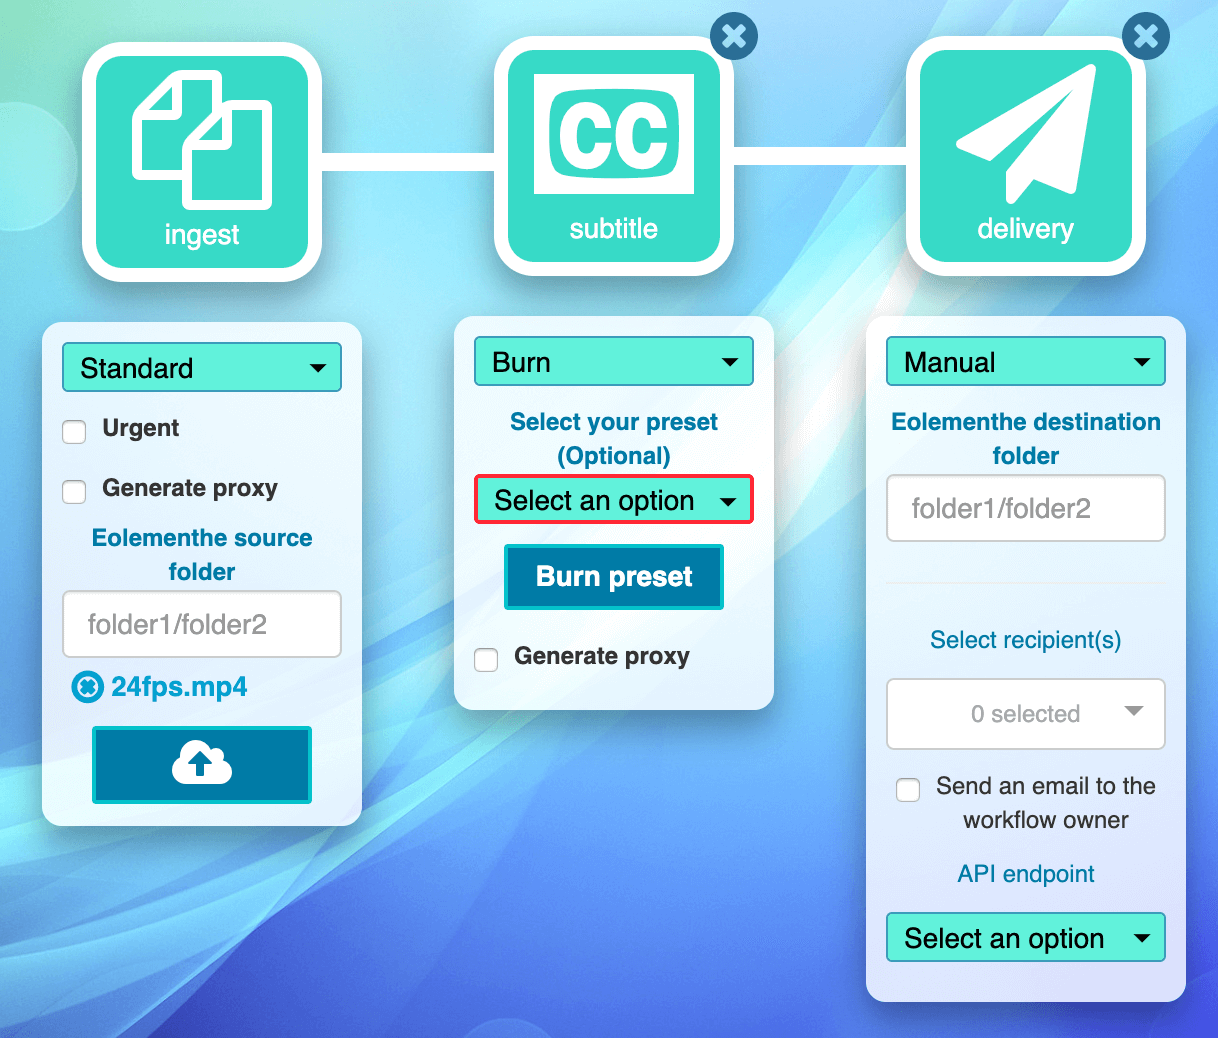 ingest
Standard
Urgent
Generate proxy
Eolementhe source
folder
folder1/folder2
24fps.mp4
CC
subtitle
Burn
Select your preset
(Optional)
Select an option
Burn preset
Generate proxy
delivery
Manual
Eolementhe destination
folder
folder1/folder2
Select recipient(s)
0 selected
Send an email to the
workflow owner
API endpoint
Select an option